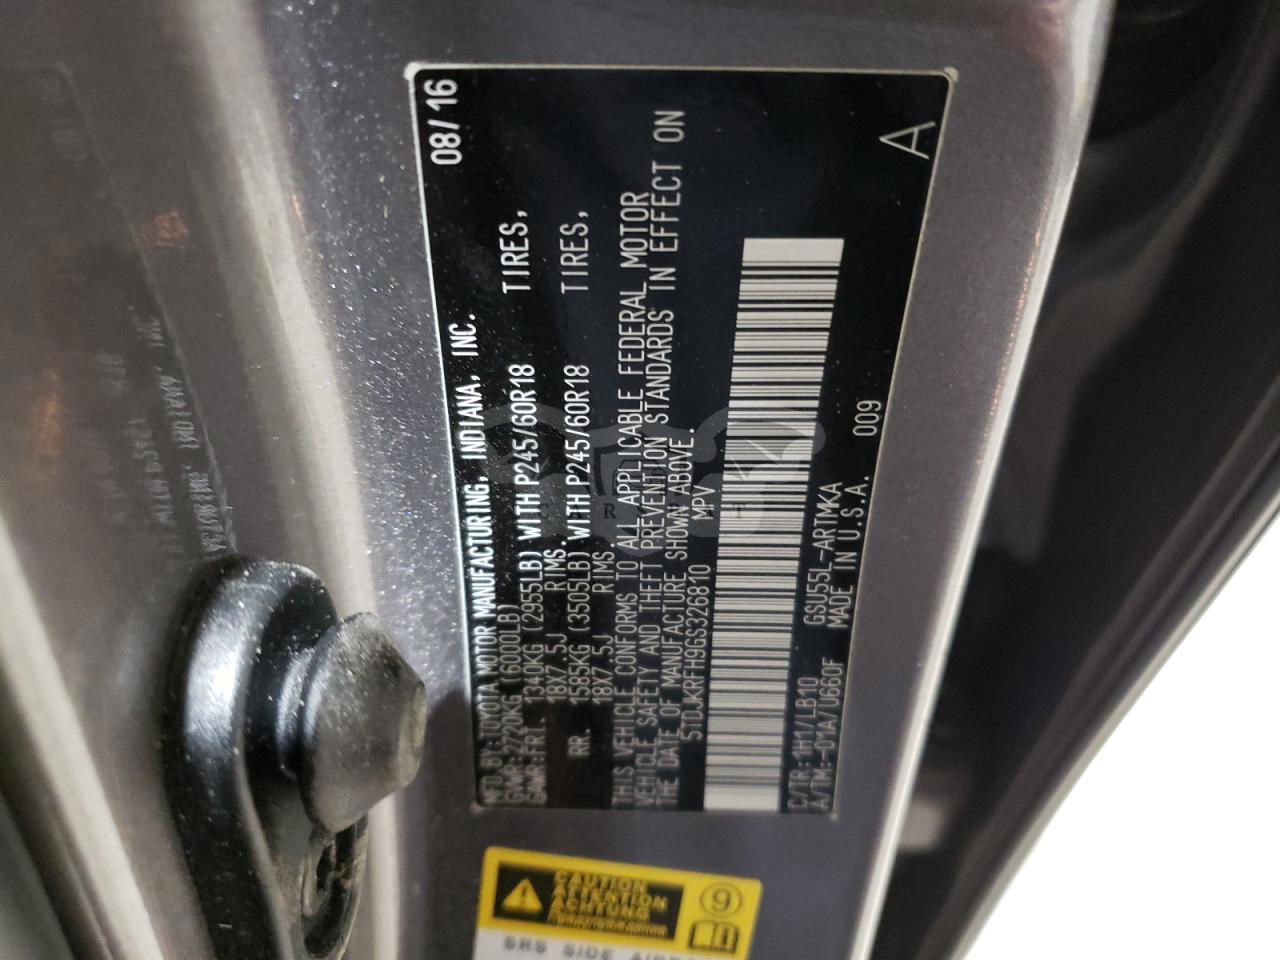 MFD. BY: TOYOTA MOTOR MANUFACTURING, INDIANA, INC. 08/16
GVWR: 2720KG (6000LB)
GAWR: FRT. 1340KG (2955LB) WITH P245/60R18 TIRES,
18X7.5J RIMS.
RR. 1585KG (3505LB) WITH P245/60R18 TIRES,
18X7.5J RIMS
THIS VEHICLE CONFORMS TO ALL APPLICABLE FEDERAL MOTOR
VEHICLE SAFETY AND THEFT PREVENTION STANDARDS IN EFFECT ON
THE DATE OF MANUFACTURE SHOWN ABOVE.
5TDJKRFH9GS326810 MPV
C/TR: 1H1/LB10 GSU55L-ARTMKA
A/TM: -01A/U660F MADE IN U.S.A. 009
A
CAUTION
ATTENTION
ACHTUNG
Предупреждение
9
SRS SIDE